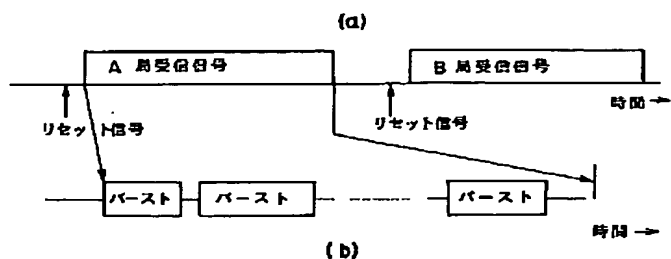 (a)
A 局受信信号 B 局受信信号
時間 →
リセット信号 リセット信号
バースト バースト バースト
時間 →
(b)